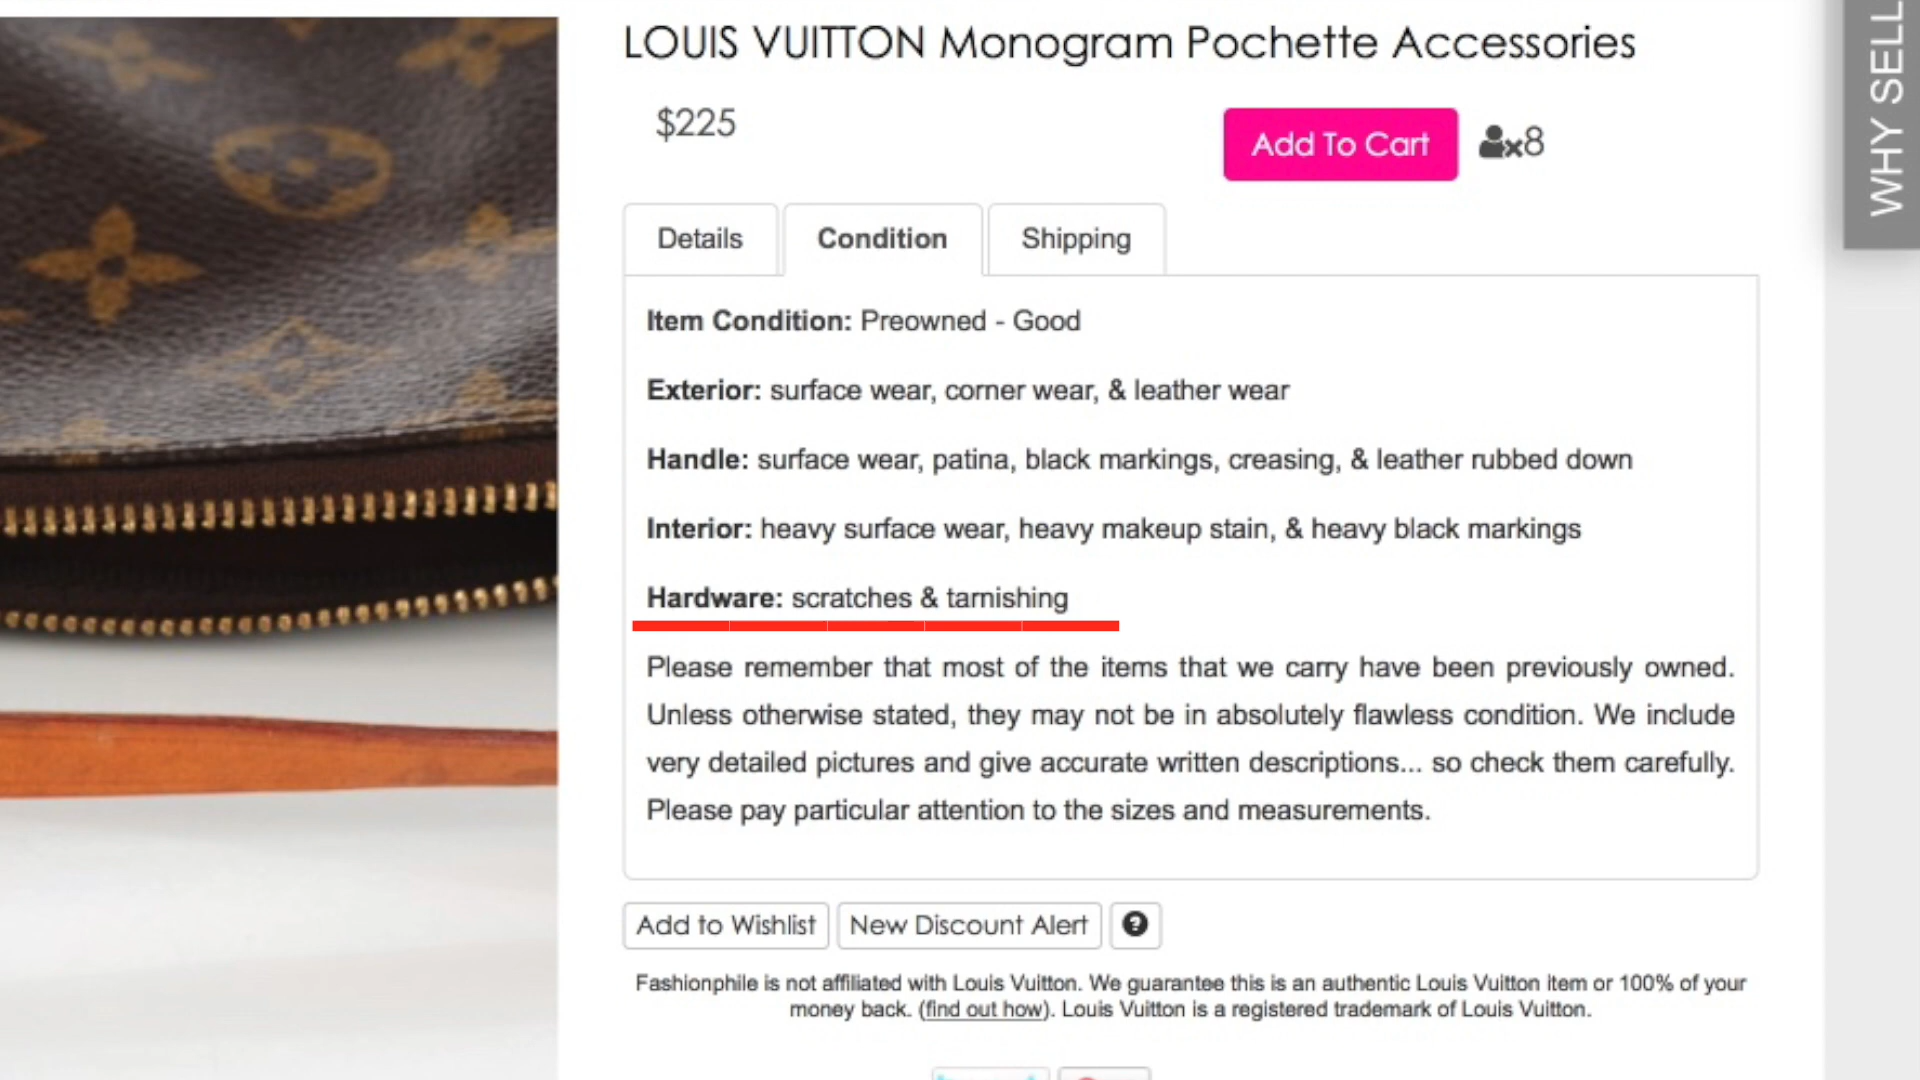 LOUIS VUITTON Monogram Pochette Accessories
$225
Add To Cart
x8
WHY SELL
Details
Condition
Shipping
Item Condition: Preowned - Good
Exterior: surface wear, corner wear, & leather wear
Handle: surface wear, patina, black markings, creasing, & leather rubbed down
Interior: heavy surface wear, heavy makeup stain, & heavy black markings
Hardware: scratches & tarnishing
Please remember that most of the items that we carry have been previously owned.
Unless otherwise stated, they may not be in absolutely flawless condition. We include
very detailed pictures and give accurate written descriptions... so check them carefully.
Please pay particular attention to the sizes and measurements.
Add to Wishlist
New Discount Alert
?
Fashionphile is not affiliated with Louis Vuitton. We guarantee this is an authentic Louis Vuitton item or 100% of your
money back. (find out how). Louis Vuitton is a registered trademark of Louis Vuitton.